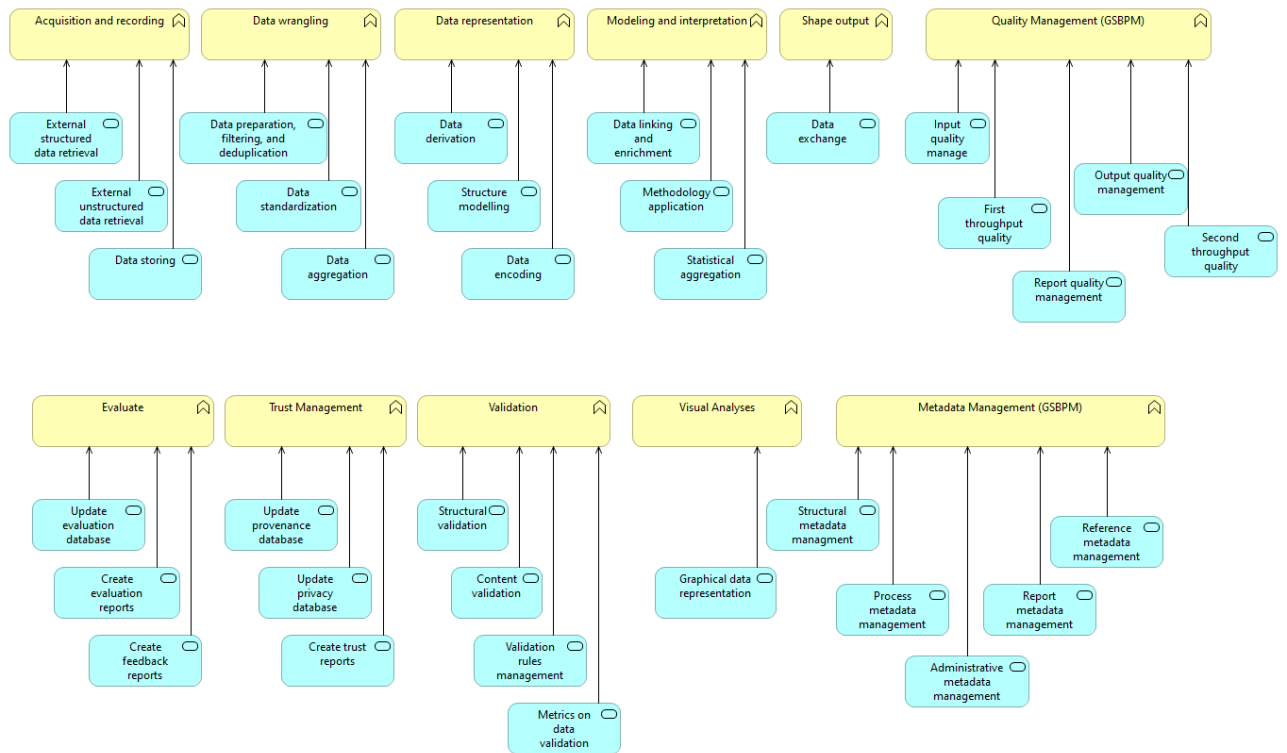 Acquisition and recording
Data wrangling
Data representation
Modeling and interpretation
Shape output
Quality Management (GSBPM)
External
structured
data retrieval
Data preparation,
filtering, and
deduplication
Data
derivation
Data linking
and
enrichment
Data
exchange
Input
quality
manage
External
unstructured
data retrieval
Data
standardization
Structure
modelling
Methodology
application
Output quality
management
First
throughput
quality
Data storing
Data
aggregation
Data
encoding
Statistical
aggregation
Second
throughput
quality
Report quality
management
Evaluate
Trust Management
Validation
Visual Analyses
Metadata Management (GSBPM)
Update
evaluation
database
Update
provenance
database
Structural
validation
Structural
metadata
managment
Reference
metadata
management
Create
evaluation
reports
Update
privacy
database
Content
validation
Graphical data
representation
Process
metadata
management
Report
metadata
management
Create
feedback
reports
Create trust
reports
Validation
rules
management
Administrative
metadata
management
Metrics on
data
validation